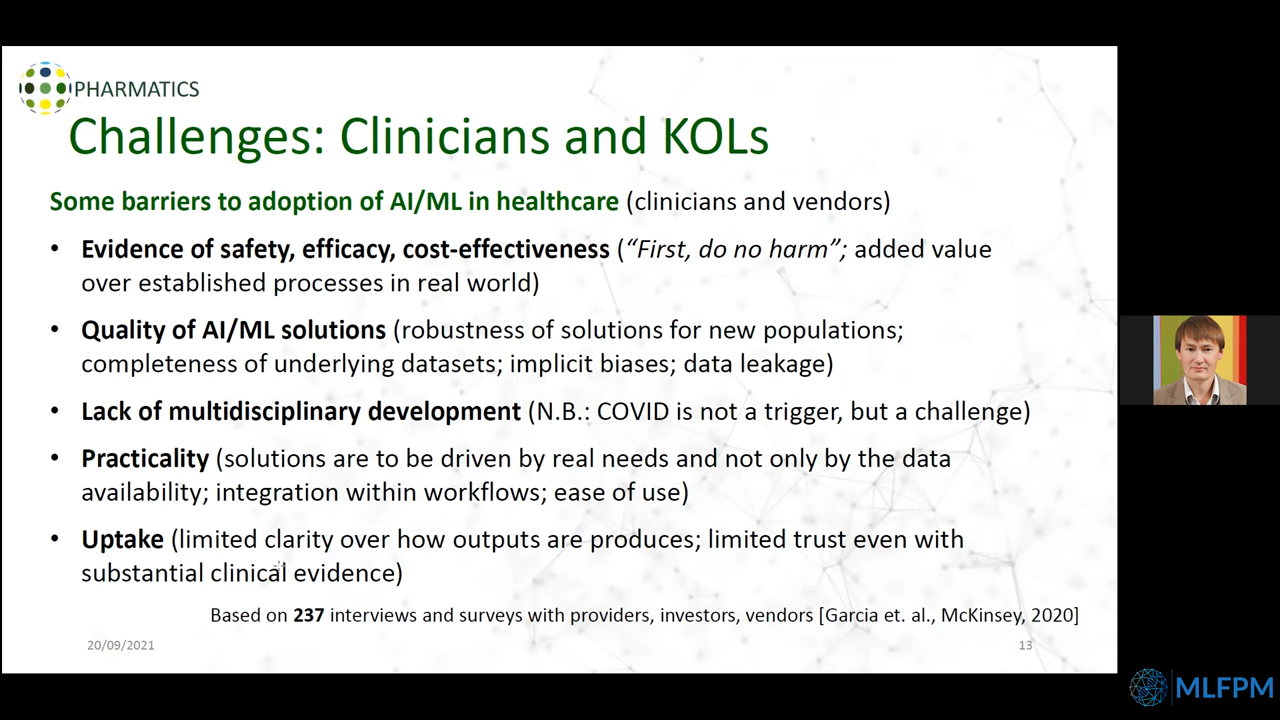 PHARMATICS
Challenges: Clinicians and KOLs
Some barriers to adoption of AI/ML in healthcare (clinicians and vendors)
• Evidence of safety, efficacy, cost-effectiveness (“First, do no harm”; added value
over established processes in real world)
• Quality of AI/ML solutions (robustness of solutions for new populations;
completeness of underlying datasets; implicit biases; data leakage)
• Lack of multidisciplinary development (N.B.: COVID is not a trigger, but a challenge)
• Practicality (solutions are to be driven by real needs and not only by the data
availability; integration within workflows; ease of use)
• Uptake (limited clarity over how outputs are produces; limited trust even with
substantial clinical evidence)
Based on 237 interviews and surveys with providers, investors, vendors [Garcia et. al., McKinsey, 2020]
20/09/2021
13
MLFPM